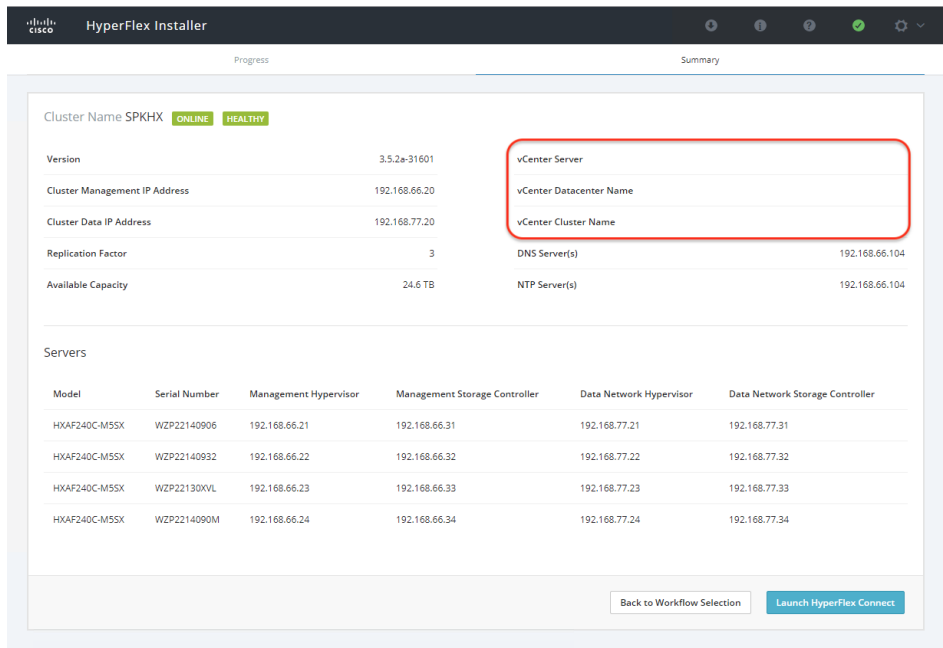 CISCO HyperFlex Installer
Progress Summary
Cluster Name SPKHX ONLINE HEALTHY
Version 3.5.2a-31601 vCenter Server
Cluster Management IP Address 192.168.66.20 vCenter Datacenter Name
Cluster Data IP Address 192.168.77.20 vCenter Cluster Name
Replication Factor 3 DNS Server(s) 192.168.66.104
Available Capacity 24.6 TB NTP Server(s) 192.168.66.104
Servers
Model Serial Number Management Hypervisor Management Storage Controller Data Network Hypervisor Data Network Storage Controller
HXAF240C-M5SX WZP22140906 192.168.66.21 192.168.66.31 192.168.77.21 192.168.77.31
HXAF240C-M5SX WZP22140932 192.168.66.22 192.168.66.32 192.168.77.22 192.168.77.32
HXAF240C-M5SX WZP22130XVL 192.168.66.23 192.168.66.33 192.168.77.23 192.168.77.33
HXAF240C-M5SX WZP2214090M 192.168.66.24 192.168.66.34 192.168.77.24 192.168.77.34
Back to Workflow Selection Launch HyperFlex Connect